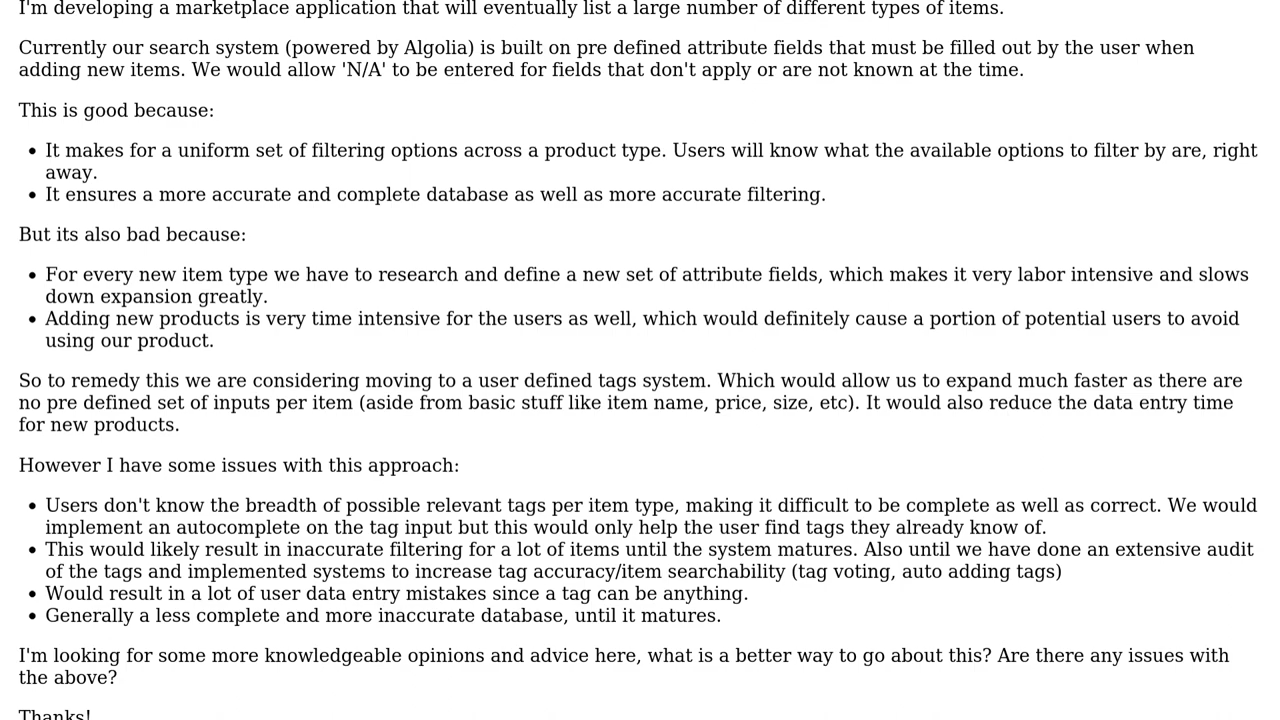 I'm developing a marketplace application that will eventually list a large number of different types of items.
Currently our search system (powered by Algolia) is built on pre defined attribute fields that must be filled out by the user when
adding new items. We would allow 'N/A' to be entered for fields that don't apply or are not known at the time.
This is good because:
• It makes for a uniform set of filtering options across a product type. Users will know what the available options to filter by are, right
away.
• It ensures a more accurate and complete database as well as more accurate filtering.
But its also bad because:
• For every new item type we have to research and define a new set of attribute fields, which makes it very labor intensive and slows
down expansion greatly.
• Adding new products is very time intensive for the users as well, which would definitely cause a portion of potential users to avoid
using our product.
So to remedy this we are considering moving to a user defined tags system. Which would allow us to expand much faster as there are
no pre defined set of inputs per item (aside from basic stuff like item name, price, size, etc). It would also reduce the data entry time
for new products.
However I have some issues with this approach:
• Users don't know the breadth of possible relevant tags per item type, making it difficult to be complete as well as correct. We would
implement an autocomplete on the tag input but this would only help the user find tags they already know of.
• This would likely result in inaccurate filtering for a lot of items until the system matures. Also until we have done an extensive audit
of the tags and implemented systems to increase tag accuracy/item searchability (tag voting, auto adding tags)
• Would result in a lot of user data entry mistakes since a tag can be anything.
• Generally a less complete and more inaccurate database, until it matures.
I'm looking for some more knowledgeable opinions and advice here, what is a better way to go about this? Are there any issues with
the above?
Thanks!